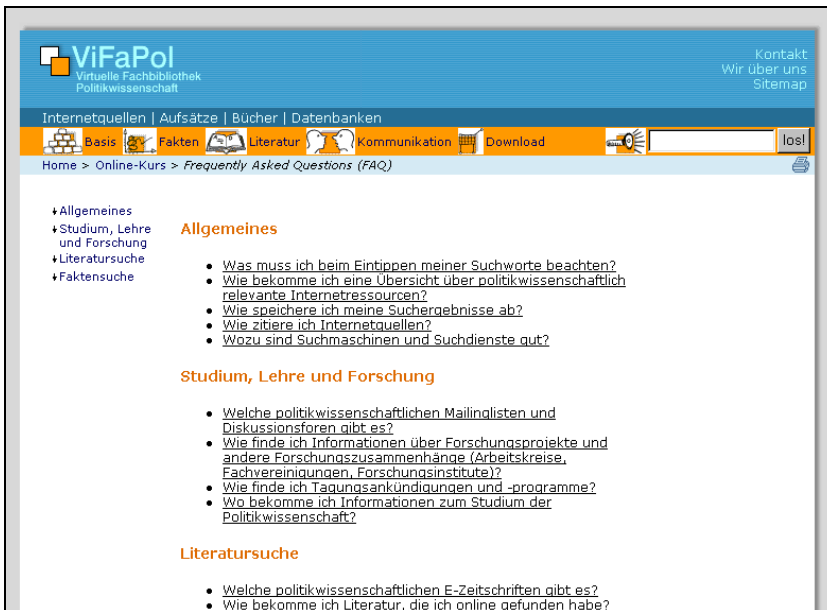 ViFaPol
Virtuelle Fachbibliothek
Politikwissenschaft
Kontakt
Wir über uns
Sitemap
Internetquellen | Aufsätze | Bücher | Datenbanken
Basis Fakten Literatur Kommunikation Download los!
Home > Online-Kurs > Frequently Asked Questions (FAQ)
Allgemeines
Studium, Lehre
und Forschung
Literatursuche
Faktensuche
Allgemeines
• Was muss ich beim Eintippen meiner Suchworte beachten?
• Wie bekomme ich eine Übersicht über politikwissenschaftlich
relevante Internetressourcen?
• Wie speichere ich meine Suchergebnisse ab?
• Wie zitiere ich Internetquellen?
• Wozu sind Suchmaschinen und Suchdienste gut?
Studium, Lehre und Forschung
• Welche politikwissenschaftlichen Mailinglisten und
Diskussionsforen gibt es?
• Wie finde ich Informationen über Forschungsprojekte und
andere Forschungszusammenhänge (Arbeitskreise,
Fachvereinigungen, Forschungsinstitute)?
• Wie finde ich Tagungsankündigungen und -programme?
• Wo bekomme ich Informationen zum Studium der
Politikwissenschaft?
Literatursuche
• Welche politikwissenschaftlichen E-Zeitschriften gibt es?
• Wie bekomme ich Literatur, die ich online gefunden habe?